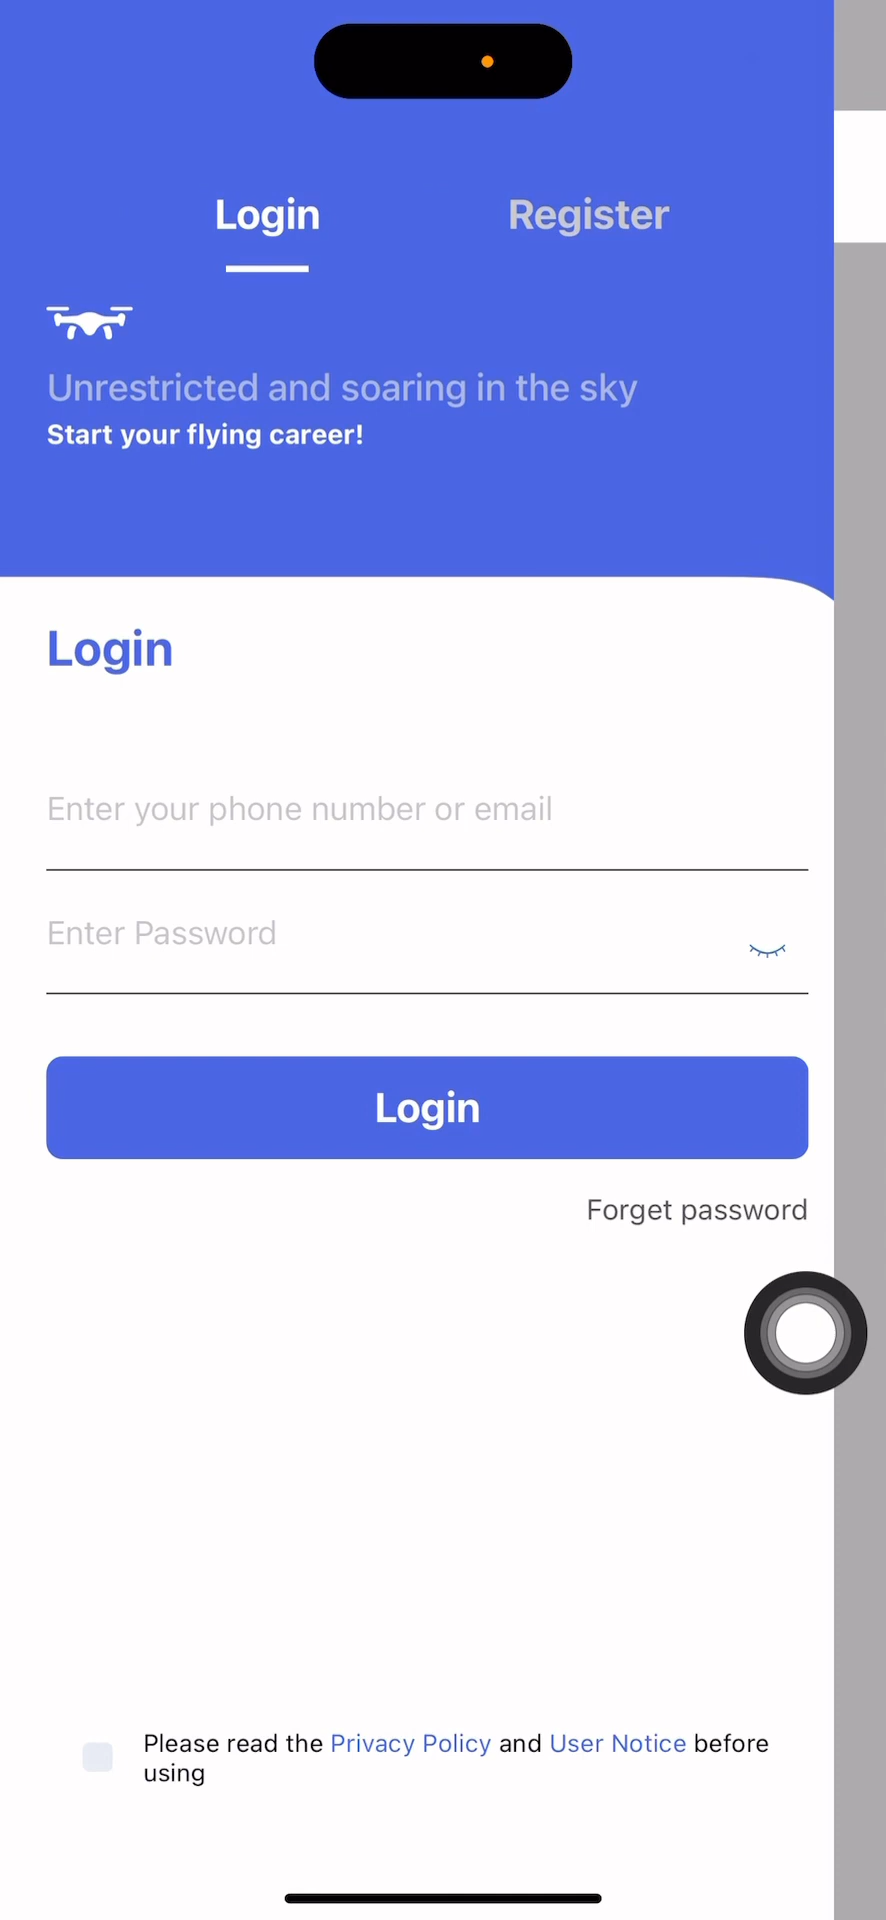 Login Register
Unrestricted and soaring in the sky
Start your flying career!
Login
Enter your phone number or email
Enter Password
Login
Forget password
Please read the Privacy Policy and User Notice before
using